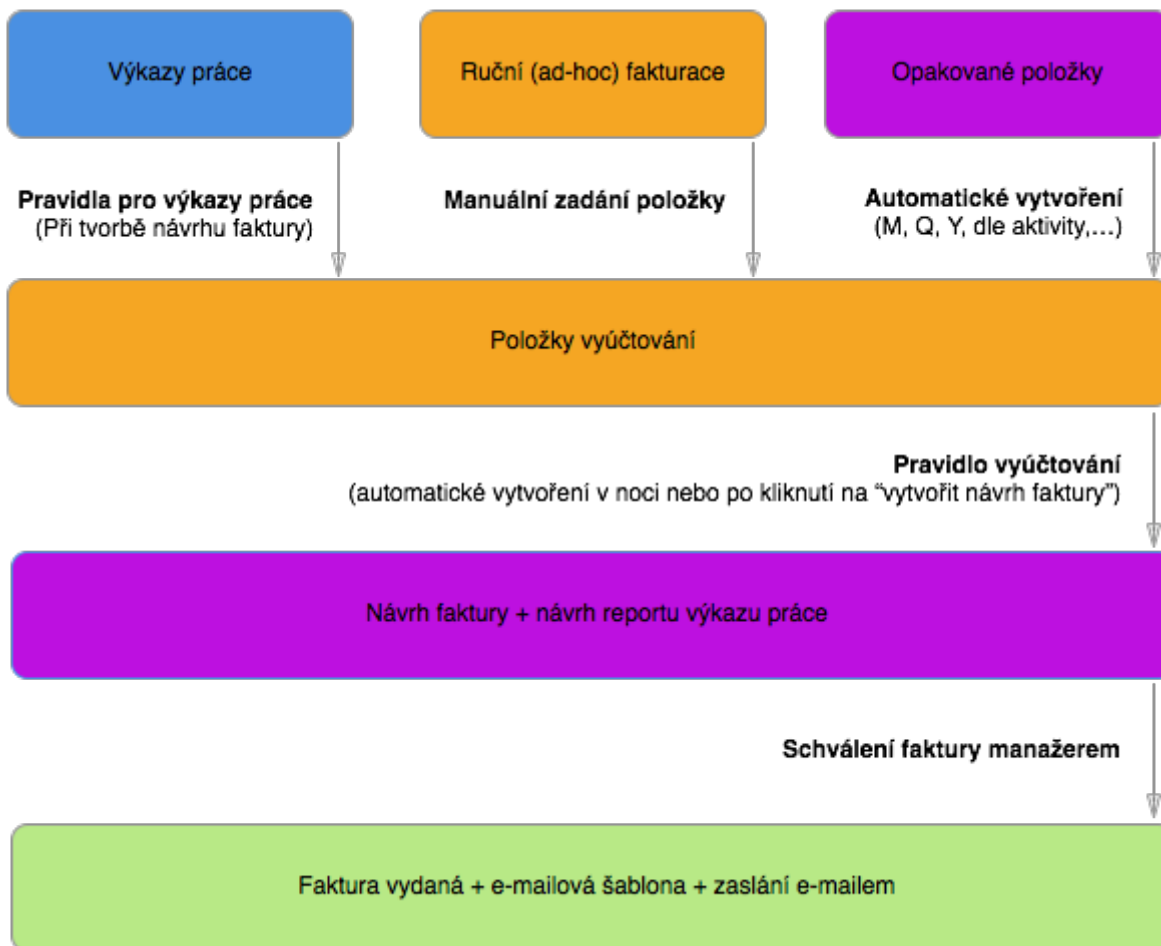 Výkazy práce
Ruční (ad-hoc) fakturace
Opakované položky
Pravidla pro výkazy práce
(Při tvorbě návrhu faktury)
Manuální zadání položky
Automatické vytvoření
(M, Q, Y, dle aktivity,…)
Položky vyúčtování
Pravidlo vyúčtování
(automatické vytvoření v noci nebo po kliknutí na “vytvořit návrh faktury”)
Návrh faktury + návrh reportu výkazu práce
Schválení faktury manažerem
Faktura vydaná + e-mailová šablona + zaslání e-mailem